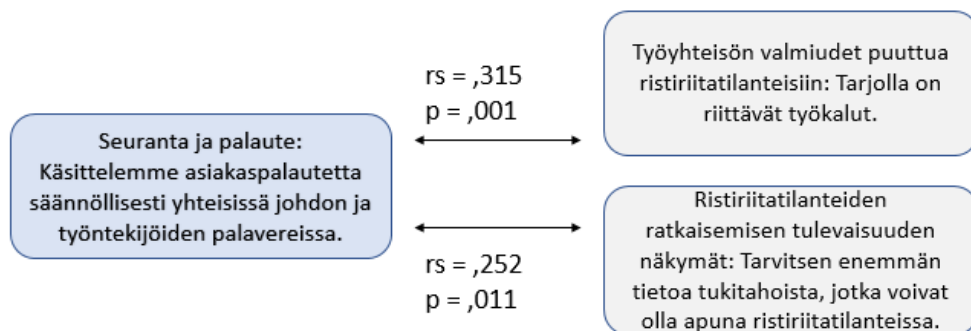 Seuranta ja palaute:
Käsittelemme asiakaspalautetta
säännöllisesti yhteisissä johdon ja
työntekijöiden palavereissa.
rs = ,315
p = ,001
Työyhteisön valmiudet puuttua
ristiriitatilanteisiin: Tarjolla on
riittävät työkalut.
rs = ,252
p = ,011
Ristiriitatilanteiden
ratkaisemisen tulevaisuuden
näkymät: Tarvitsen enemmän
tietoa tukitahoista, jotka voivat
olla apuna ristiriitatilanteissa.